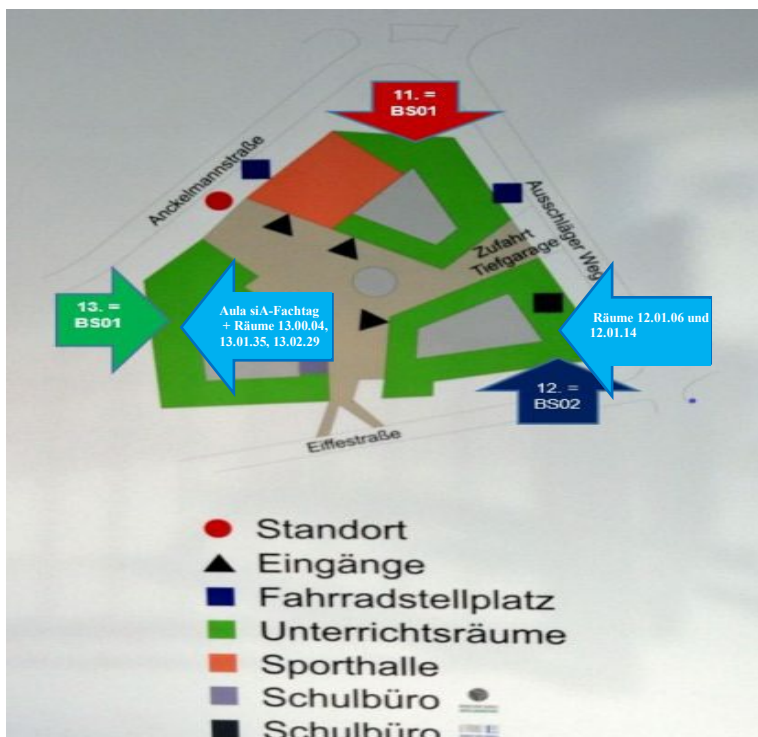 11. =
BS01
Anckelmannstraße
Ausschläger Weg
Zufahrt
Tiefgarage
13. =
BS01
Aula siA-Fachtag
+ Räume 13.00.04,
13.01.35, 13.02.29
Räume 12.01.06 und
12.01.14
12. =
BS02
Eiffestraße
Standort
Eingänge
Fahrradstellplatz
Unterrichtsräume
Sporthalle
Schulbüro
Schulbüro